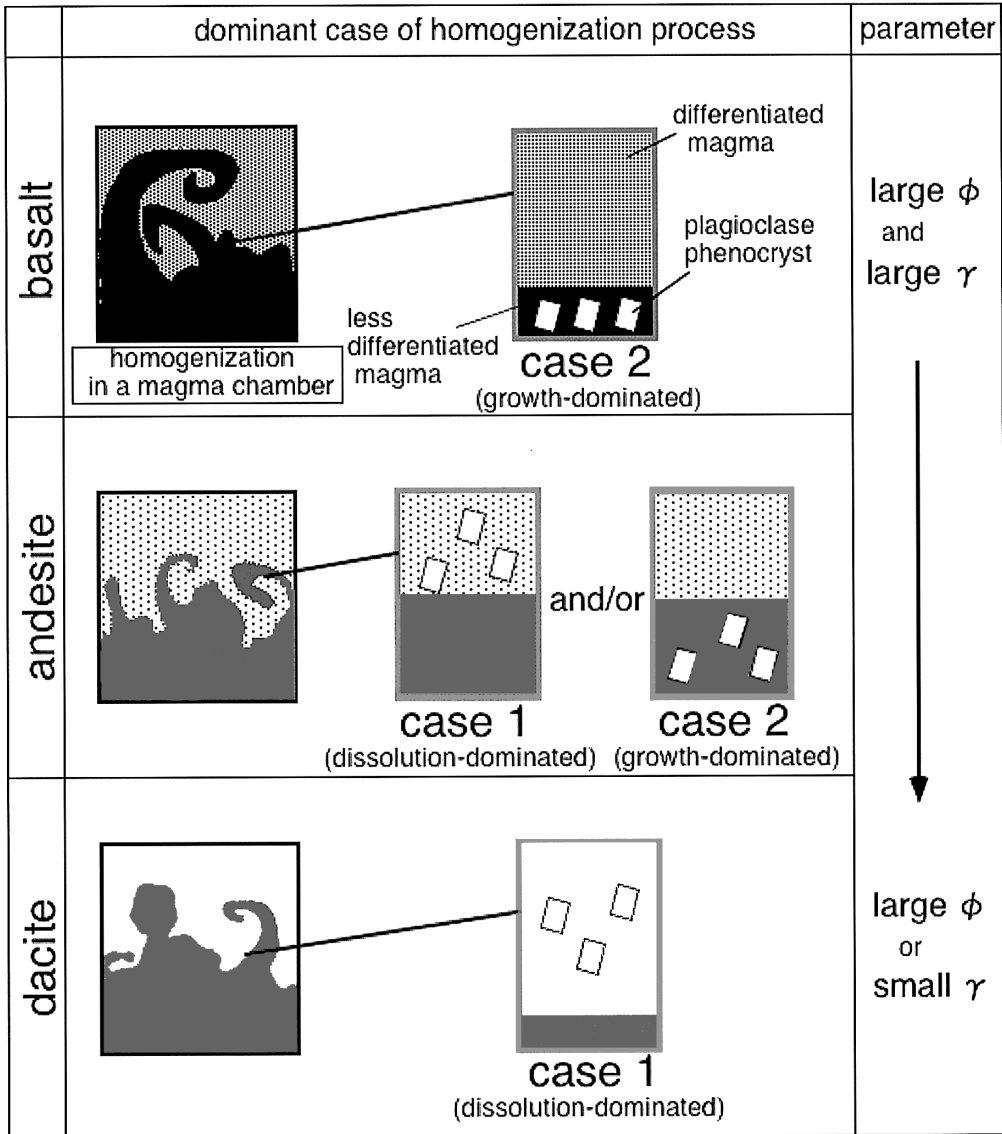 dominant case of homogenization process
parameter
basalt
differentiated
magma
plagioclase
phenocryst
less
differentiated
magma
homogenization
in a magma chamber
case 2
(growth-dominated)
large ϕ
and
large γ
andesite
and/or
case 1
(dissolution-dominated)
case 2
(growth-dominated)
dacite
case 1
(dissolution-dominated)
large ϕ
or
small γ